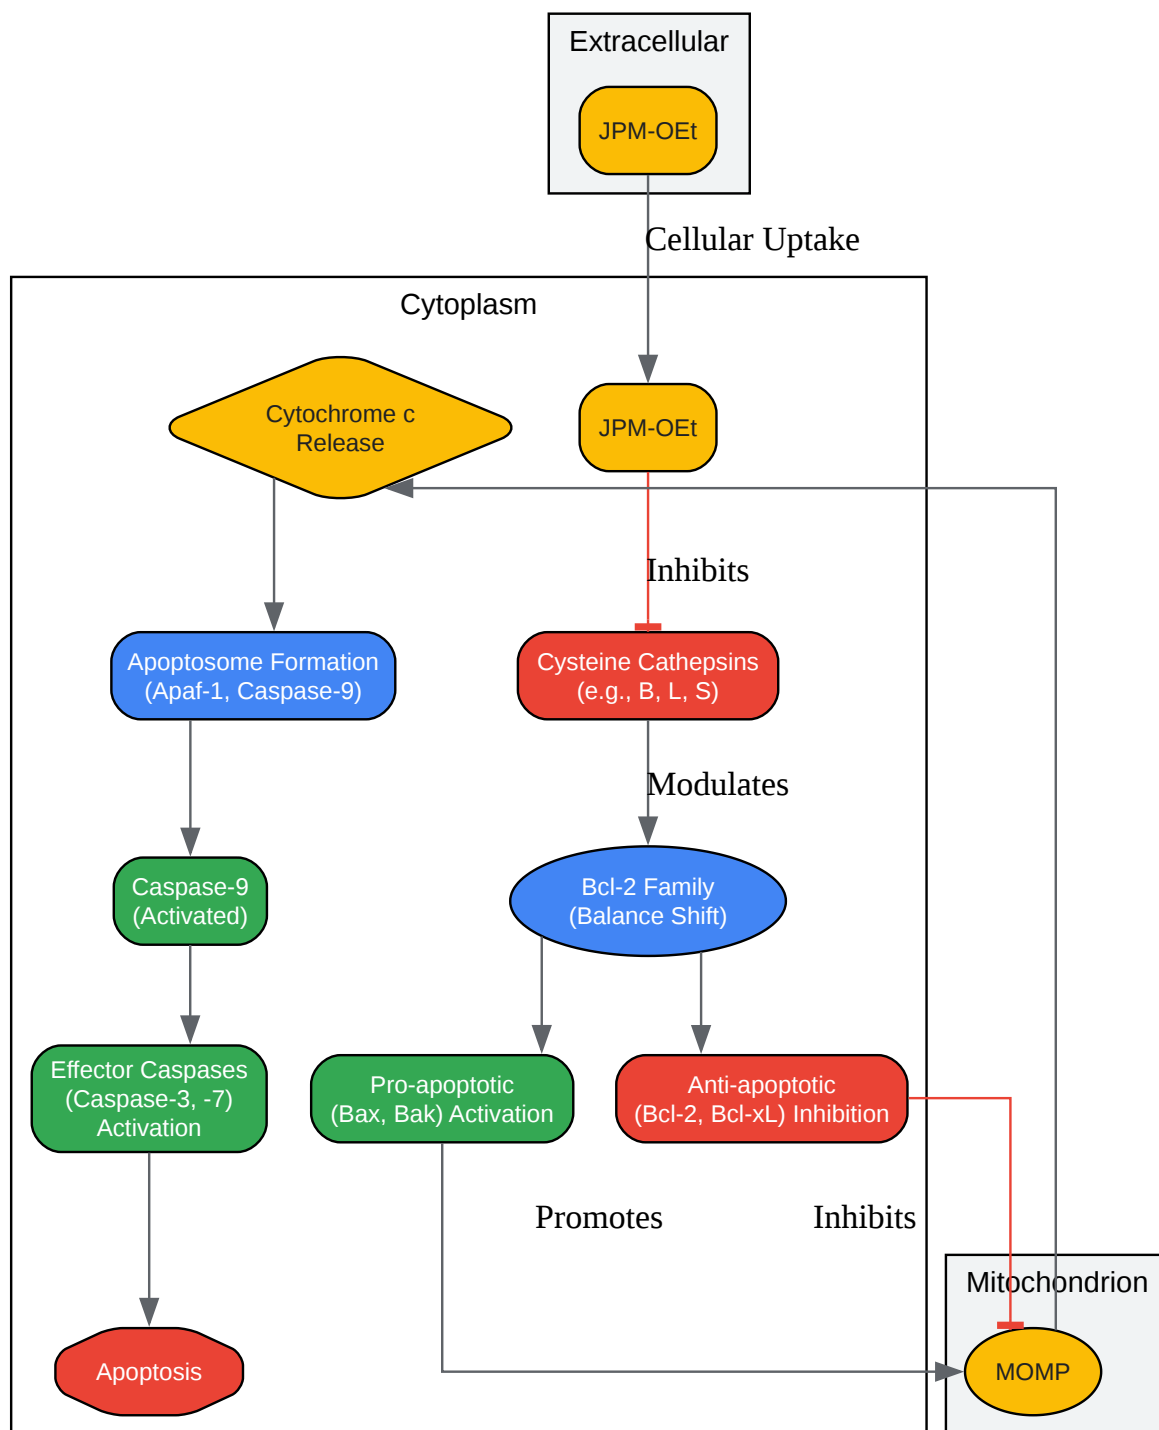 Extracellular
JPM-OEt
Cellular Uptake
Cytoplasm
Cytochrome c
Release
JPM-OEt
Inhibits
Apoptosome Formation
(Apaf-1, Caspase-9)
Cysteine Cathepsins
(e.g., B, L, S)
Modulates
Caspase-9
(Activated)
Bcl-2 Family
(Balance Shift)
Effector Caspases
(Caspase-3, -7)
Activation
Pro-apoptotic
(Bax, Bak) Activation
Anti-apoptotic
(Bcl-2, Bcl-xL) Inhibition
Promotes
Inhibits
Mitochondrion
Apoptosis
MOMP